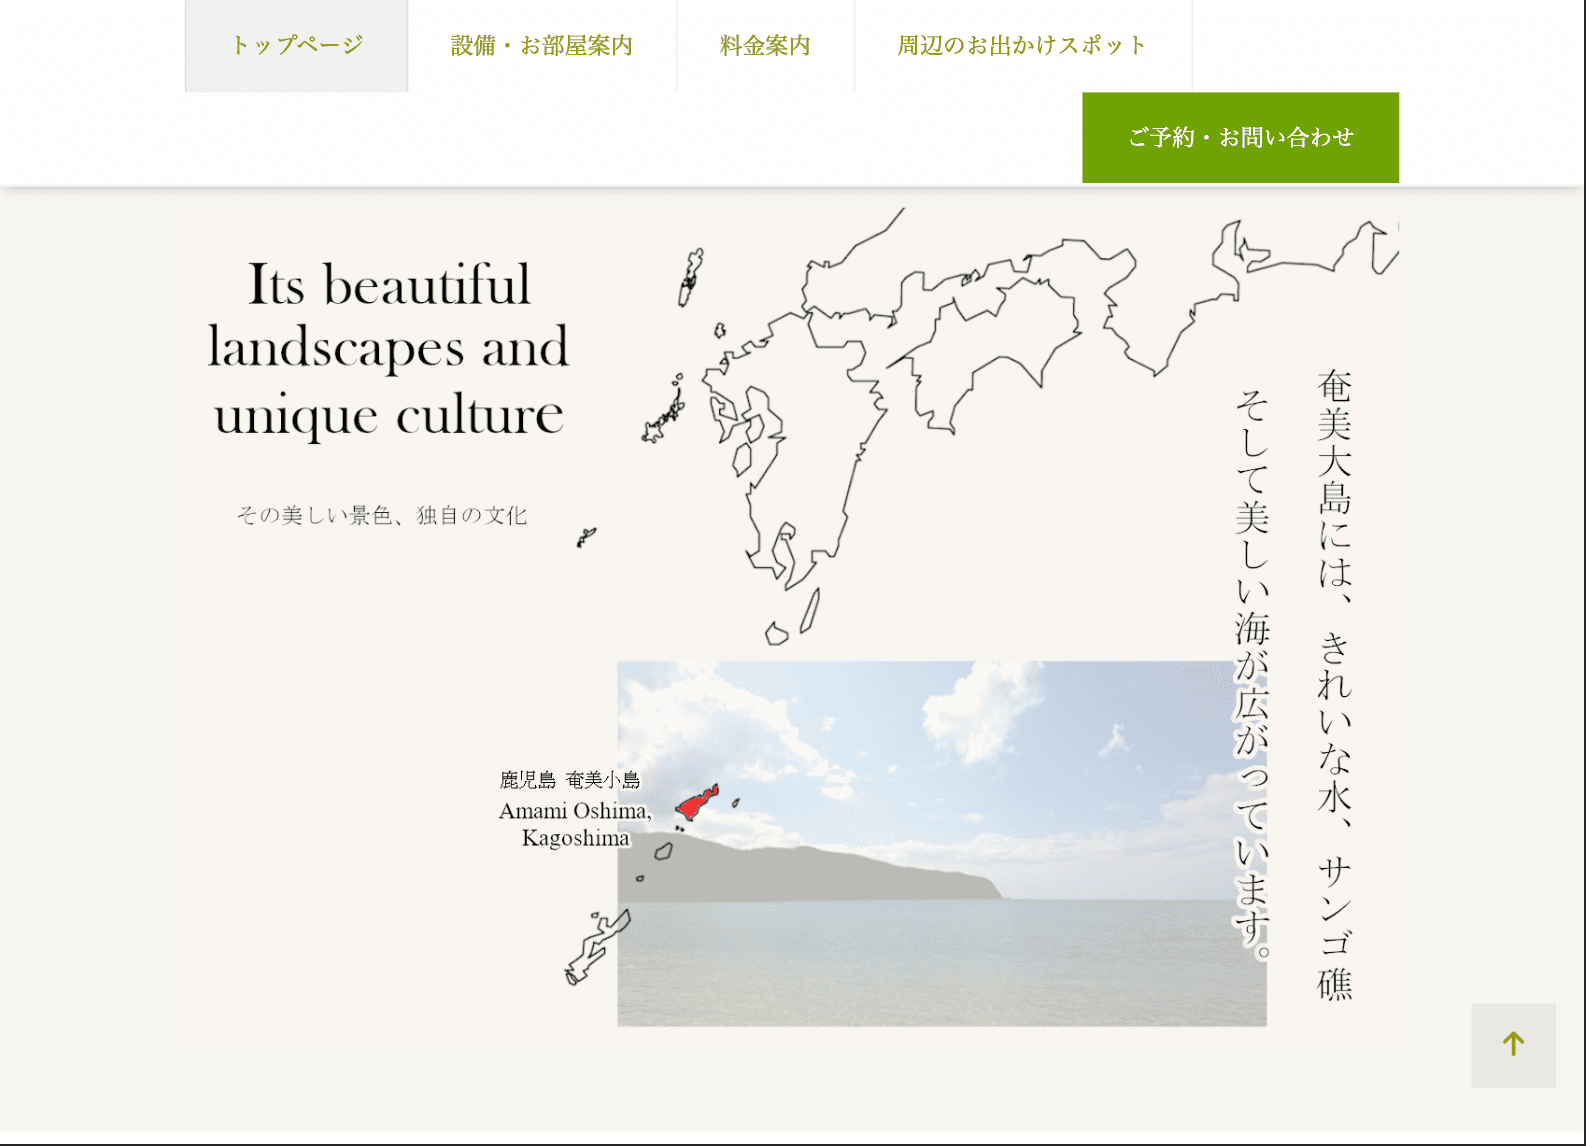 トップページ
設備・お部屋案内
料金案内
周辺のお出かけスポット
ご予約・お問い合わせ
Its beautiful
landscapes and
unique culture
その美しい景色、独自の文化
奄美大島には、きれいな水、サンゴ礁
そして美しい海が広がっています。
鹿児島 奄美小島
Amami Oshima,
Kagoshima